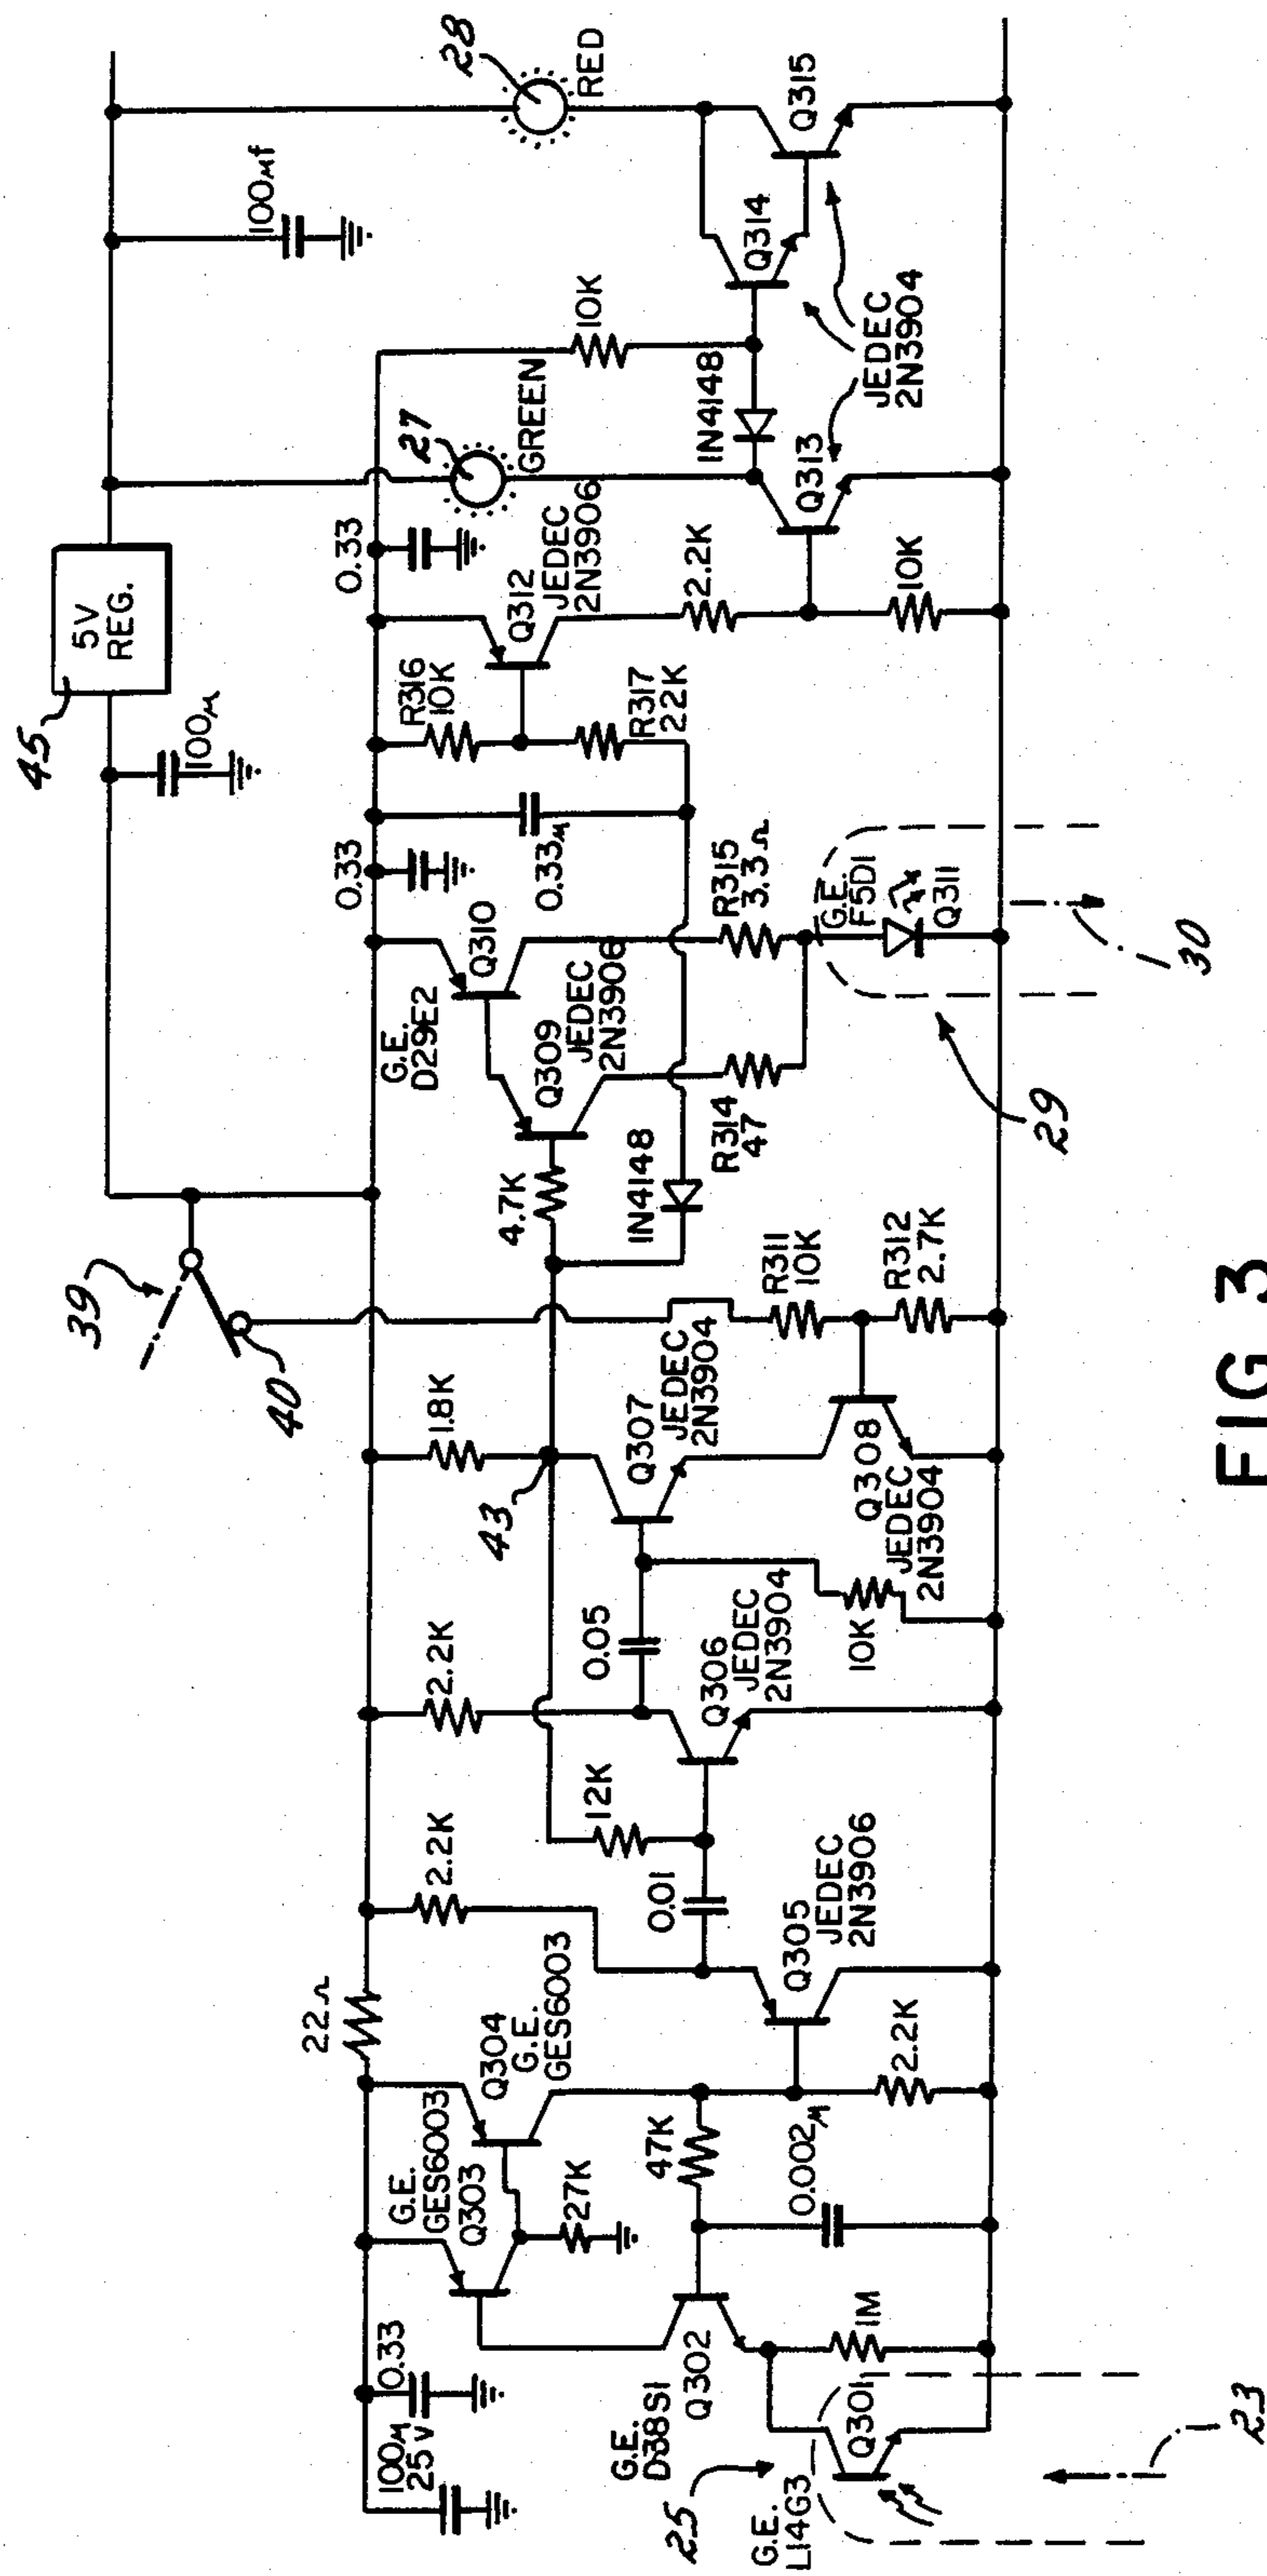 45
5V
REG.
100μ
100μf
28
RED
39
40
0.33
0.33
27
GREEN
10K
22Ω
2.2K
2.2K
1.8K
43
4.7K
G.E.
D29E2
Q310
Q309
JEDEC
2N3906
0.33μ
R316
10K
R317
22K
Q312
JEDEC
2N3906
2.2K
10K
1N4148
Q313
Q314
Q315
JEDEC
2N3904
100μ
25V
0.33
G.E.
GES6003
Q303
Q304
G.E.
GES6003
27K
47K
0.002μ
2.2K
G.E.
D38S1
Q302
1M
25
G.E.
L14G3
Q301
23
Q305
JEDEC
2N3906
0.01
12K
Q306
JEDEC
2N3904
0.05
10K
Q307
JEDEC
2N3904
Q308
JEDEC
2N3904
R311
10K
R312
2.7K
1N4148
R314
47
R315
3.3Ω
G.E.
F5D1
Q311
29
30
FIG 3